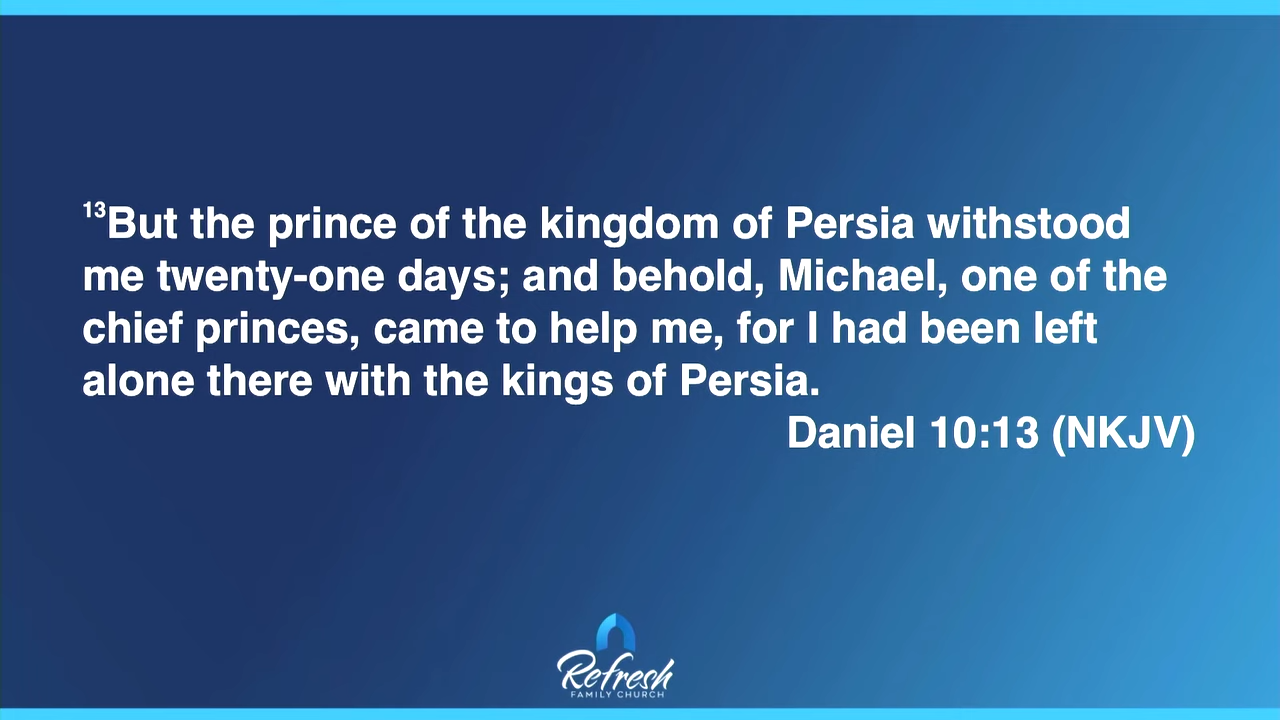 13But the prince of the kingdom of Persia withstood
me twenty-one days; and behold, Michael, one of the
chief princes, came to help me, for I had been left
alone there with the kings of Persia.
Daniel 10:13 (NKJV)
Refresh
FAMILY CHURCH